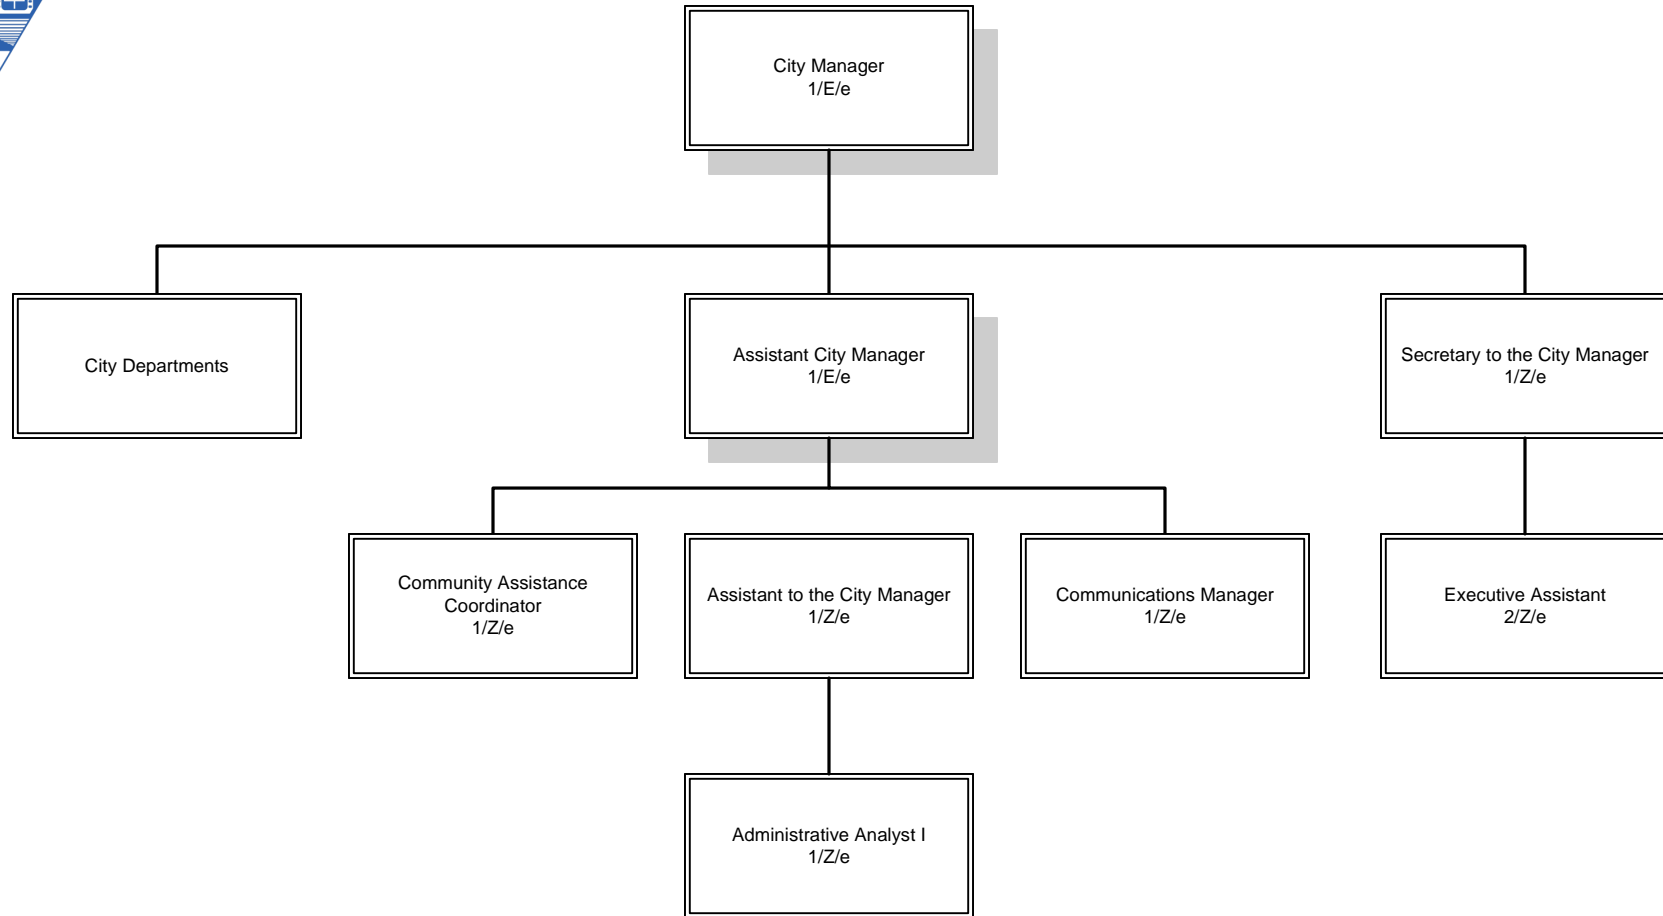 City Manager
1/E/e
City Departments
Assistant City Manager
1/E/e
Secretary to the City Manager
1/Z/e
Community Assistance
Coordinator
1/Z/e
Assistant to the City Manager
1/Z/e
Communications Manager
1/Z/e
Executive Assistant
2/Z/e
Administrative Analyst I
1/Z/e